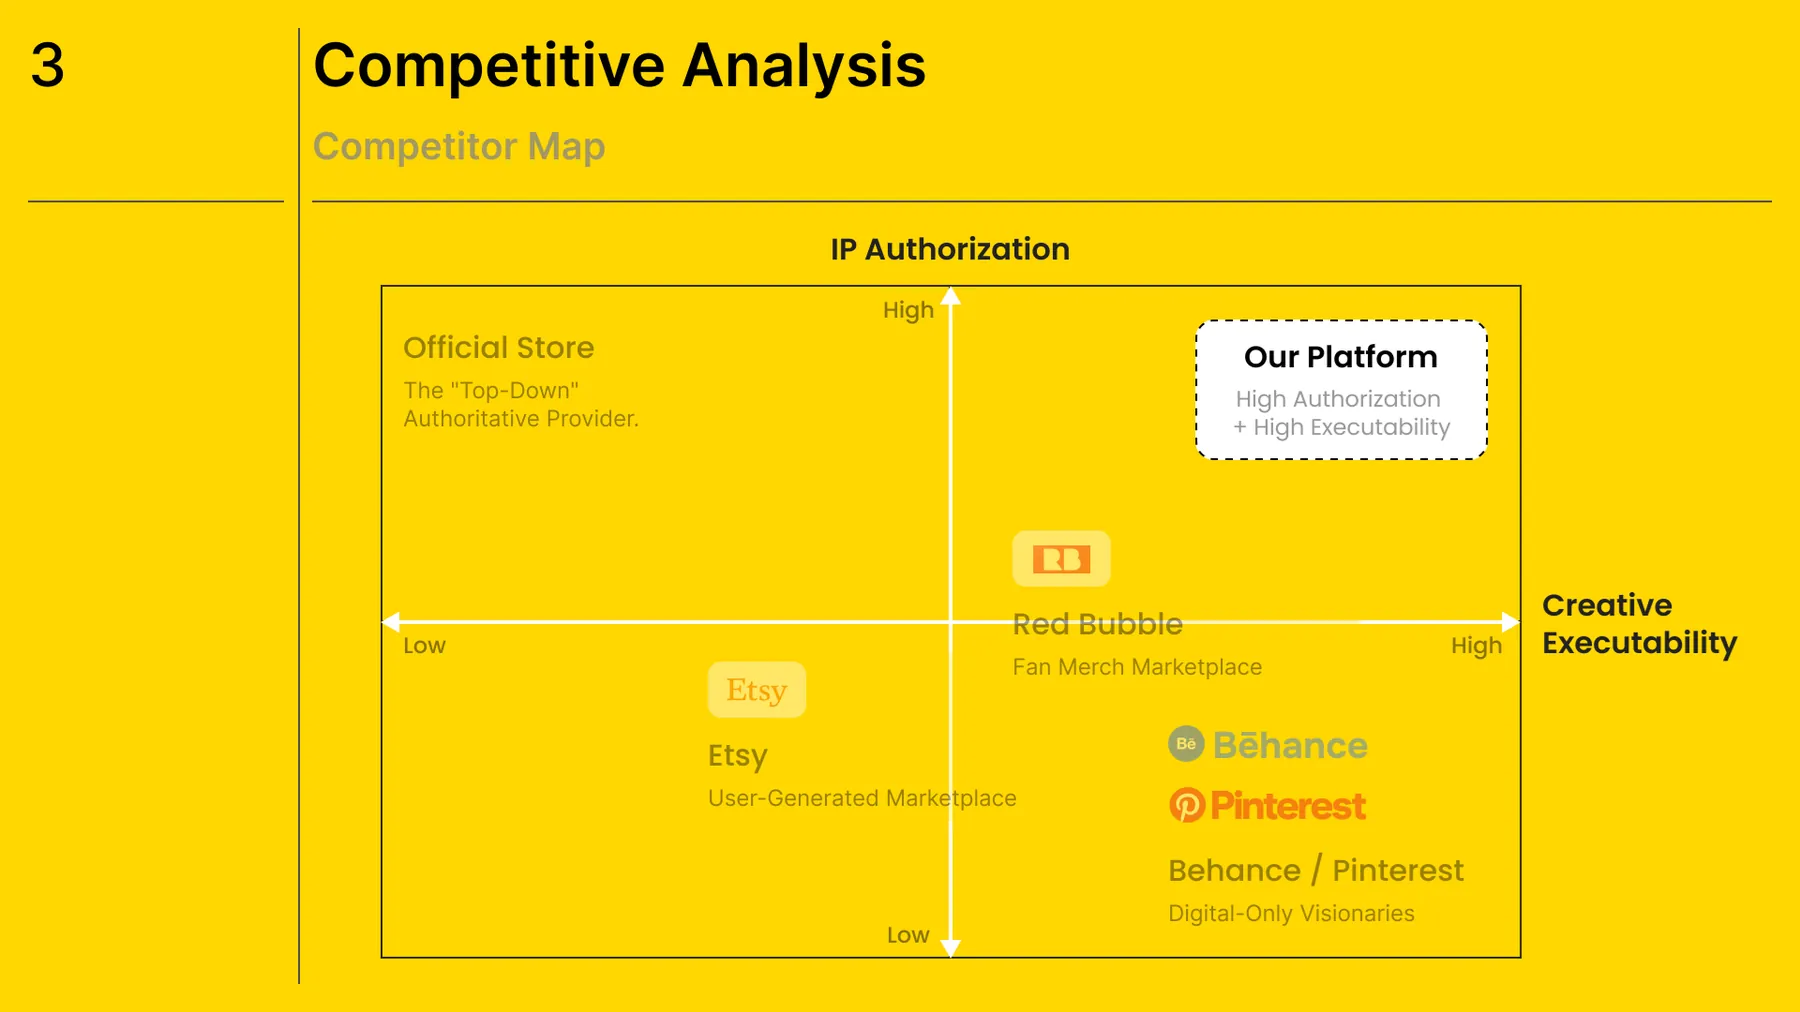 3
Competitive Analysis
Competitor Map
IP Authorization
High
Official Store
The "Top-Down"
Authoritative Provider.
Our Platform
High Authorization
+ High Executability
RB
Red Bubble
Fan Merch Marketplace
Creative
Executability
Low
High
Etsy
Etsy
User-Generated Marketplace
Bē Bēhance
Pinterest
Behance / Pinterest
Digital-Only Visionaries
Low